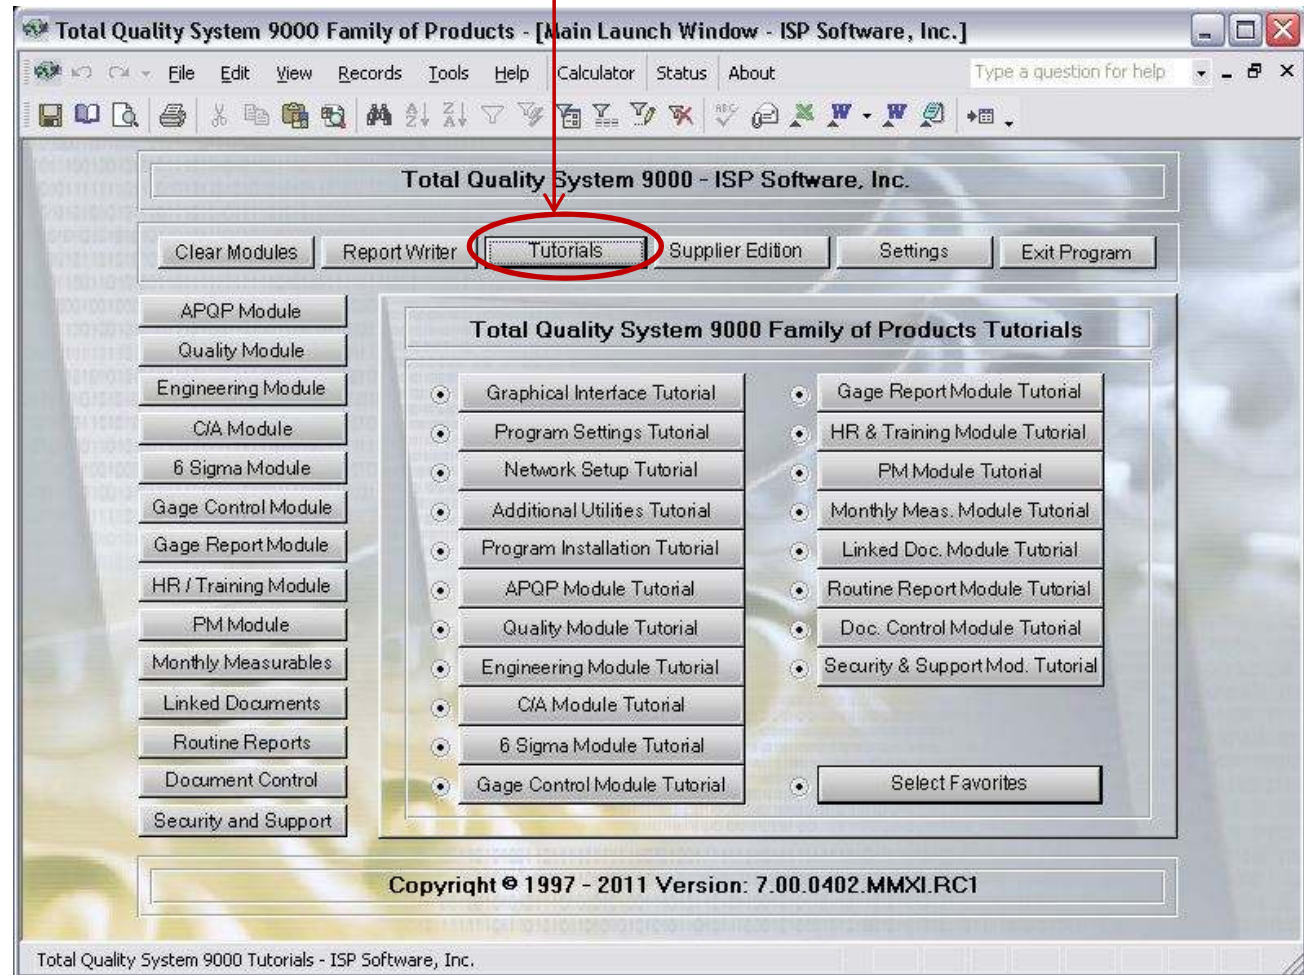 Total Quality System 9000 Family of Products - [Main Launch Window - ISP Software, Inc.]
File Edit View Records Tools Help Calculator Status About Type a question for help
Total Quality System 9000 - ISP Software, Inc.
Clear Modules Report Writer Tutorials Supplier Edition Settings Exit Program
APQP Module
Quality Module
Engineering Module
C/A Module
6 Sigma Module
Gage Control Module
Gage Report Module
HR / Training Module
PM Module
Monthly Measurables
Linked Documents
Routine Reports
Document Control
Security and Support
Total Quality System 9000 Family of Products Tutorials
Graphical Interface Tutorial
Program Settings Tutorial
Network Setup Tutorial
Additional Utilities Tutorial
Program Installation Tutorial
APQP Module Tutorial
Quality Module Tutorial
Engineering Module Tutorial
C/A Module Tutorial
6 Sigma Module Tutorial
Gage Control Module Tutorial
Gage Report Module Tutorial
HR & Training Module Tutorial
PM Module Tutorial
Monthly Meas. Module Tutorial
Linked Doc. Module Tutorial
Routine Report Module Tutorial
Doc. Control Module Tutorial
Security & Support Mod. Tutorial
Select Favorites
Copyright © 1997 - 2011 Version: 7.00.0402.MMXI.RC1
Total Quality System 9000 Tutorials - ISP Software, Inc.